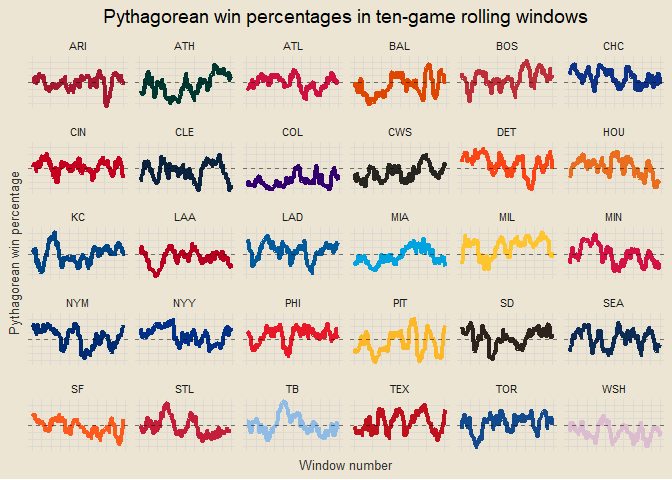 Pythagorean win percentages in ten-game rolling windows
ARI ATH ATL BAL BOS CHC
CIN CLE COL CWS DET HOU
KC LAA LAD MIA MIL MIN
NYM NYY PHI PIT SD SEA
SF STL TB TEX TOR WSH
Pythagorean win percentage
Window number